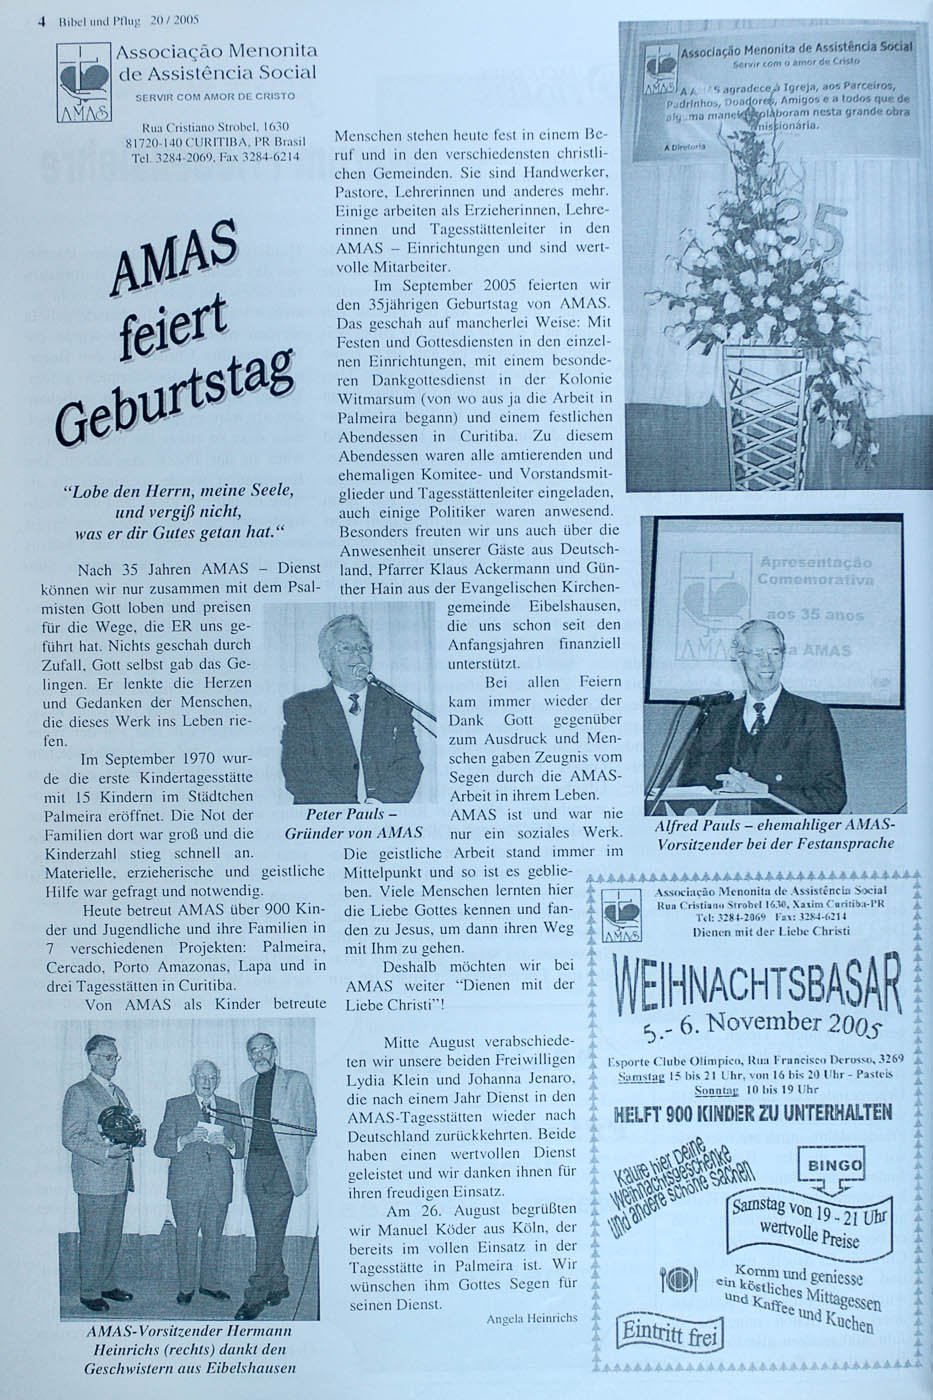 4 Bibel und Pflug 20 / 2005
AMAS
Associação Menonita
de Assistência Social
SERVIR COM AMOR DE CRISTO
Rua Cristiano Strobel, 1630
81720-140 CURITIBA, PR Brasil
Tel. 3284-2069, Fax 3284-6214
AMAS
feiert
Geburtstag
“Lobe den Herrn, meine Seele,
und vergiß nicht,
was er dir Gutes getan hat.“
Nach 35 Jahren AMAS – Dienst
können wir nur zusammen mit dem Psal-
misten Gott loben und preisen
für die Wege, die ER uns ge-
führt hat. Nichts geschah durch
Zufall, Gott selbst gab das Ge-
lingen. Er lenkte die Herzen
und Gedanken der Menschen,
die dieses Werk ins Leben rie-
fen.
Im September 1970 wur-
de die erste Kindertagesstätte
mit 15 Kindern im Städtchen
Palmeira eröffnet. Die Not der
Familien dort war groß und die
Kinderzahl stieg schnell an.
Materielle, erzieherische und geistliche
Hilfe war gefragt und notwendig.
Heute betreut AMAS über 900 Kin-
der und Jugendliche und ihre Familien in
7 verschiedenen Projekten: Palmeira,
Cercado, Porto Amazonas, Lapa und in
drei Tagesstätten in Curitiba.
Von AMAS als Kinder betreute
AMAS-Vorsitzender Hermann
Heinrichs (rechts) dankt den
Geschwistern aus Eibelshausen
Menschen stehen heute fest in einem Be-
ruf und in den verschiedensten christli-
chen Gemeinden. Sie sind Handwerker,
Pastore, Lehrerinnen und anderes mehr.
Einige arbeiten als Erzieherinnen, Lehre-
rinnen und Tagesstättenleiter in den
AMAS – Einrichtungen und sind wert-
volle Mitarbeiter.
Im September 2005 feierten wir
den 35jährigen Geburtstag von AMAS.
Das geschah auf mancherlei Weise: Mit
Festen und Gottesdiensten in den einzel-
nen Einrichtungen, mit einem besonde-
ren Dankgottesdienst in der Kolonie
Witmarsum (von wo aus ja die Arbeit in
Palmeira begann) und einem festlichen
Abendessen in Curitiba. Zu diesem
Abendessen waren alle amtierenden und
ehemaligen Komitee- und Vorstandsmit-
glieder und Tagesstättenleiter eingeladen,
auch einige Politiker waren anwesend.
Besonders freuten wir uns auch über die
Anwesenheit unserer Gäste aus Deutsch-
land, Pfarrer Klaus Ackermann und Gün-
ther Hain aus der Evangelischen Kirchen-
gemeinde Eibelshausen,
die uns schon seit den
Anfangsjahren finanziell
unterstützt.
Bei allen Feiern
kam immer wieder der
Dank Gott gegenüber
zum Ausdruck und Men-
schen gaben Zeugnis vom
Segen durch die AMAS-
Arbeit in ihrem Leben.
AMAS ist und war nie
nur ein soziales Werk.
Die geistliche Arbeit stand immer im
Mittelpunkt und so ist es geblie-
ben. Viele Menschen lernten hier
die Liebe Gottes kennen und fan-
den zu Jesus, um dann ihren Weg
mit Ihm zu gehen.
Deshalb möchten wir bei
AMAS weiter “Dienen mit der
Liebe Christi”!
Peter Pauls –
Gründer von AMAS
Mitte August verabschiede-
ten wir unsere beiden Freiwilligen
Lydia Klein und Johanna Jenaro,
die nach einem Jahr Dienst in den
AMAS-Tagesstätten wieder nach
Deutschland zurückkehrten. Beide
haben einen wertvollen Dienst
geleistet und wir danken ihnen für
ihren freudigen Einsatz.
Am 26. August begrüßten
wir Manuel Köder aus Köln, der
bereits im vollen Einsatz in der
Tagesstätte in Palmeira ist. Wir
wünschen ihm Gottes Segen für
seinen Dienst.
Angela Heinrichs
Associação Menonita de Assistência Social
Servir com o amor de Cristo
AMAS
A AMAS agradece à Igreja, aos Parceiros,
Padrinhos, Doadores, Amigos e a todos que de
alguma maneira colaboram nesta grande obra
missionária.
A Diretoria
35
Apresentação
Comemorativa
aos 35 anos
da AMAS
AMAS
Alfred Pauls – ehemahliger AMAS-
Vorsitzender bei der Festansprache
AMAS
Associação Menonita de Assistência Social
Rua Cristiano Strobel 1630, Xaxim Curitiba-PR
Tel: 3284-2069 Fax: 3284-6214
Dienen mit der Liebe Christi
WEIHNACHTSBASAR
5.- 6. November 2005
Esporte Clube Olímpico, Rua Francisco Derosso, 3269
Samstag 15 bis 21 Uhr, von 16 bis 20 Uhr - Pasteis
Sonntag 10 bis 19 Uhr
HELFT 900 KINDER ZU UNTERHALTEN
Kaufe hier Deine
Weihnachtsgeschenke
und andere schöne Sachen
BINGO
Samstag von 19 - 21 Uhr
wertvolle Preise
Komm und geniesse
ein köstliches Mittagessen
und Kaffee und Kuchen
Eintritt frei